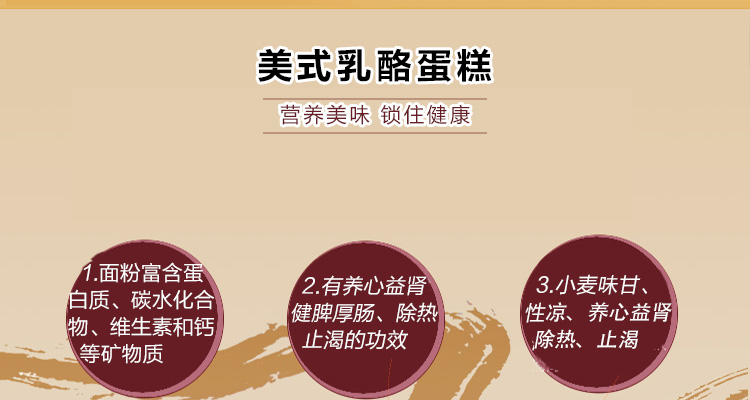 美式乳酪蛋糕
营养美味 锁住健康
1.面粉富含蛋
白质、碳水化合
物、维生素和钙
等矿物质
2.有养心益肾
健脾厚肠、除热
止渴的功效
3.小麦味甘、
性凉、养心益肾
除热、止渴